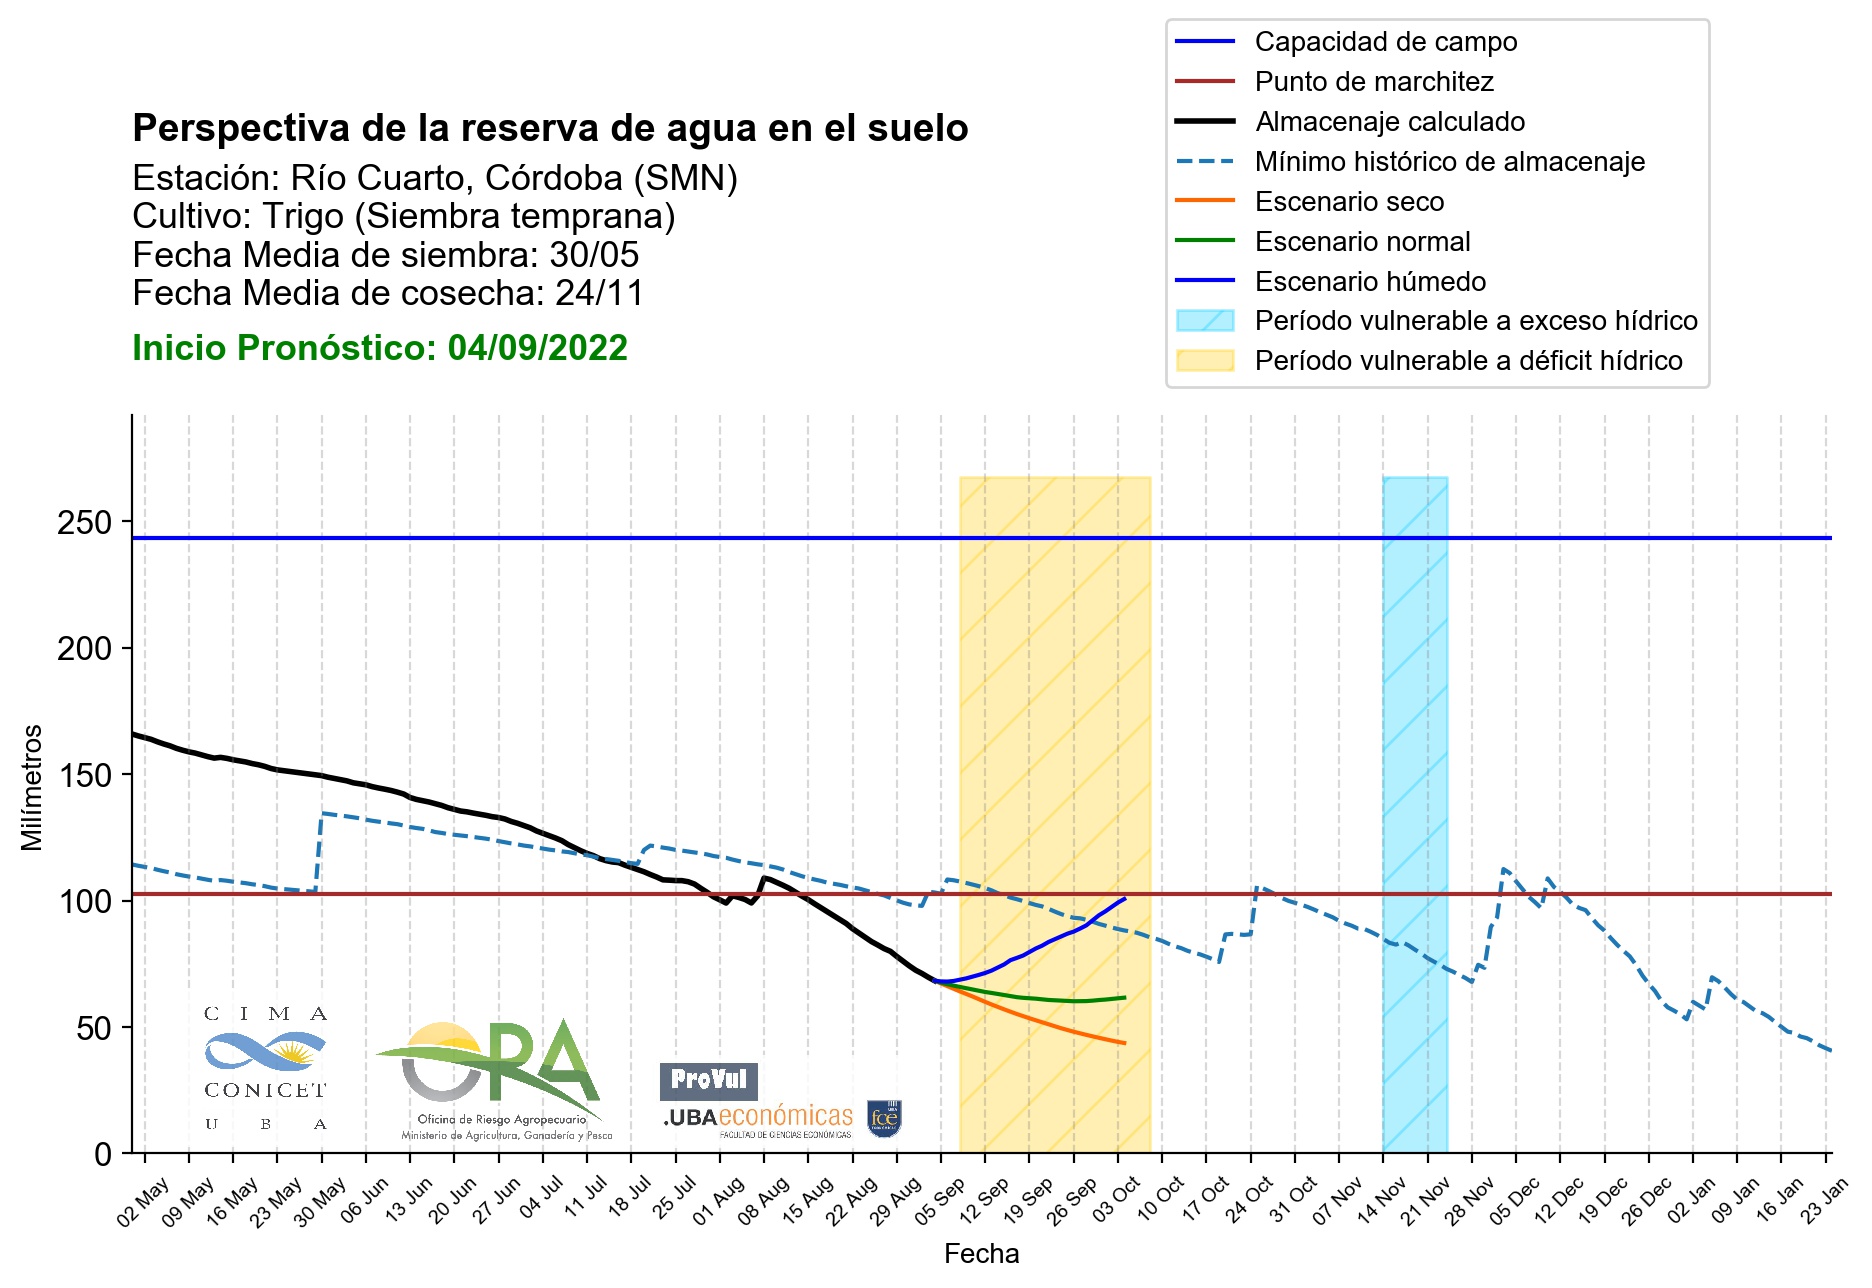 Capacidad de campo
Punto de marchitez
Almacenaje calculado
Mínimo histórico de almacenaje
Escenario seco
Escenario normal
Escenario húmedo
Período vulnerable a exceso hídrico
Período vulnerable a déficit hídrico
Perspectiva de la reserva de agua en el suelo
Estación: Río Cuarto, Córdoba (SMN)
Cultivo: Trigo (Siembra temprana)
Fecha Media de siembra: 30/05
Fecha Media de cosecha: 24/11
Inicio Pronóstico: 04/09/2022
Milímetros
250
200
150
100
50
0
CIMA
CONICET
UBA
ORA
Oficina de Riesgo Agropecuario
Ministerio de Agricultura, Ganadería y Pesca
ProVul
.UBAeconómicas
FACULTAD DE CIENCIAS ECONÓMICAS
fce
02 May
09 May
16 May
23 May
30 May
06 Jun
13 Jun
20 Jun
27 Jun
04 Jul
11 Jul
18 Jul
25 Jul
01 Aug
08 Aug
15 Aug
22 Aug
29 Aug
05 Sep
12 Sep
19 Sep
26 Sep
03 Oct
10 Oct
17 Oct
24 Oct
31 Oct
07 Nov
14 Nov
21 Nov
28 Nov
05 Dec
12 Dec
19 Dec
26 Dec
02 Jan
09 Jan
16 Jan
23 Jan
Fecha